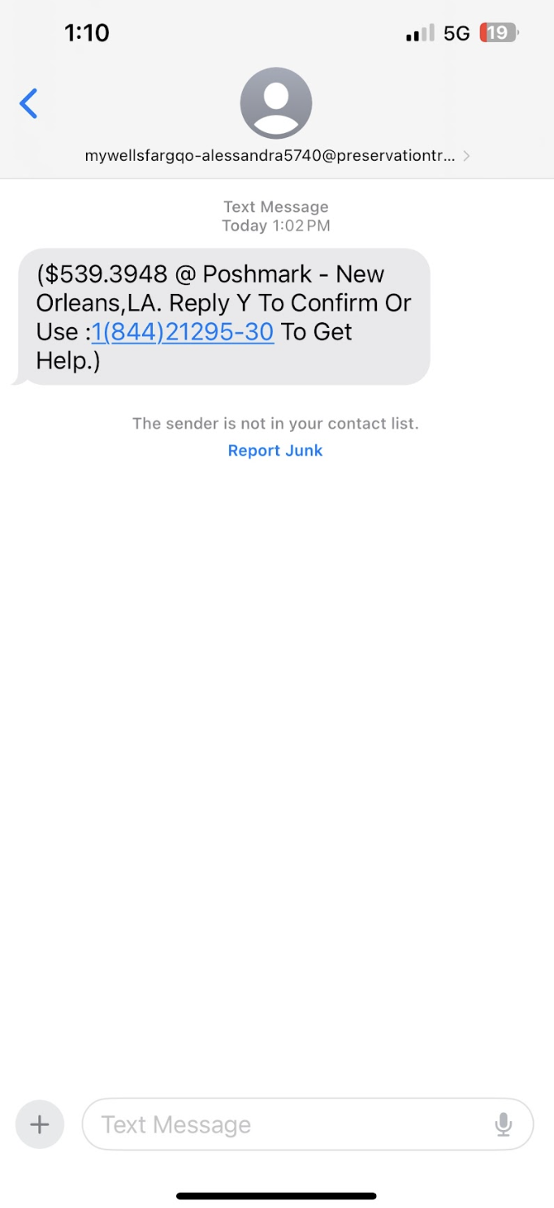 1:10
5G 19
mywellsfargqo-alessandra5740@preservationtr...
Text Message
Today 1:02 PM
($539.3948 @ Poshmark - New
Orleans,LA. Reply Y To Confirm Or
Use :1(844)21295-30 To Get
Help.)
The sender is not in your contact list.
Report Junk
Text Message